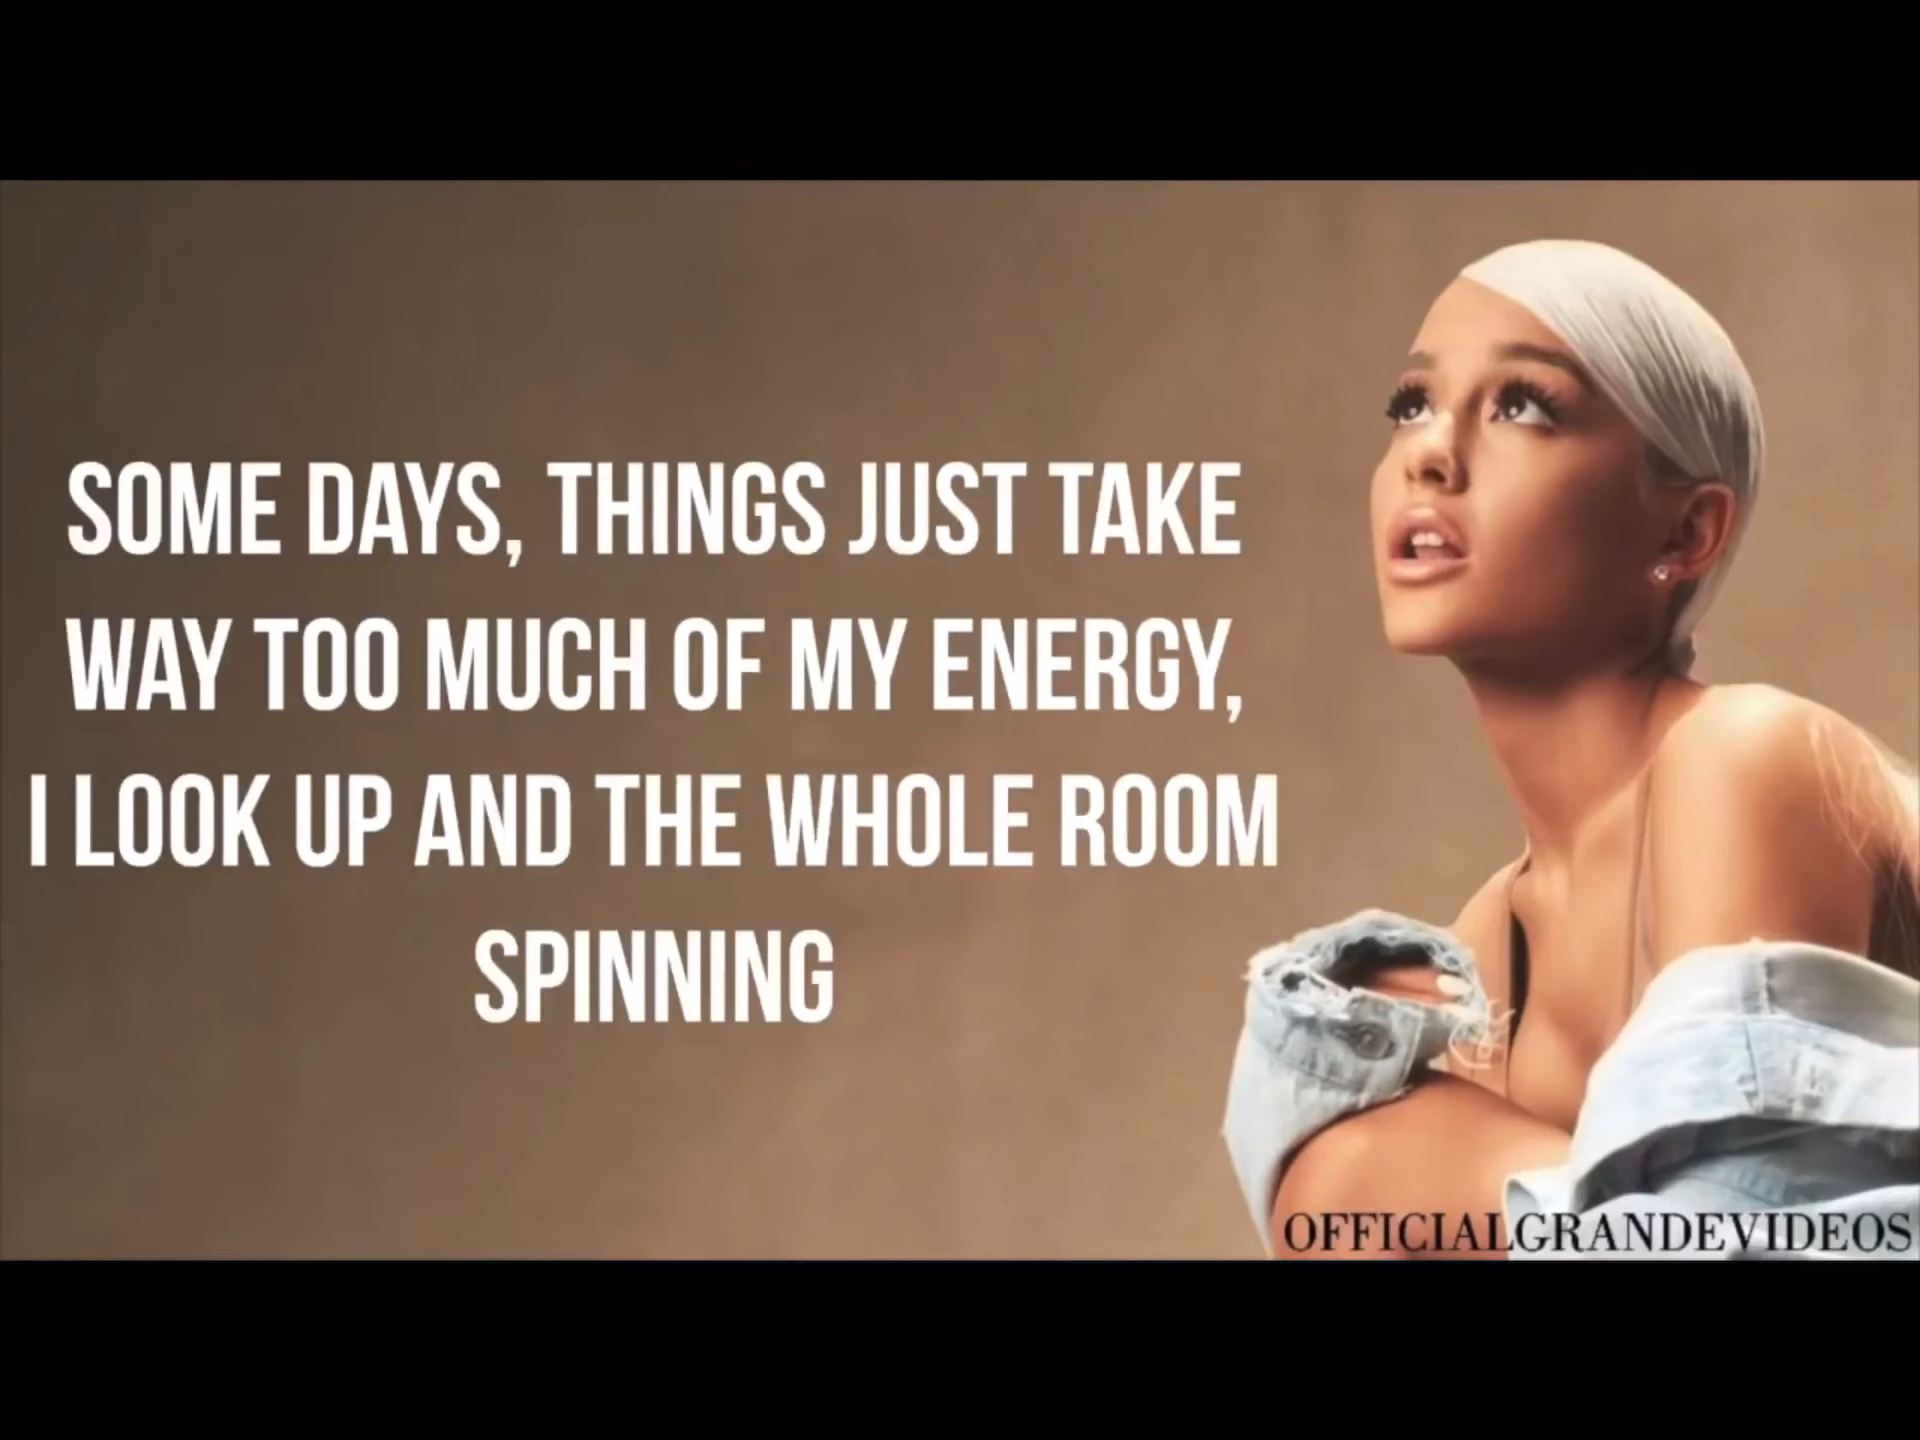 SOME DAYS, THINGS JUST TAKE
WAY TOO MUCH OF MY ENERGY,
I LOOK UP AND THE WHOLE ROOM
SPINNING
OFFICIALGRANDEVIDEOS